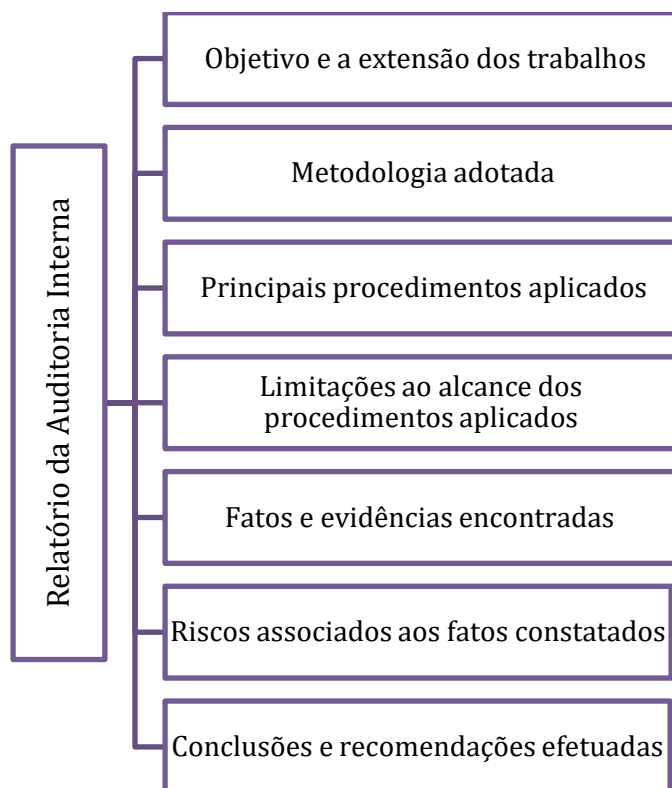 Relatório da Auditoria Interna
Objetivo e a extensão dos trabalhos
Metodologia adotada
Principais procedimentos aplicados
Limitações ao alcance dos
procedimentos aplicados
Fatos e evidências encontradas
Riscos associados aos fatos constatados
Conclusões e recomendações efetuadas